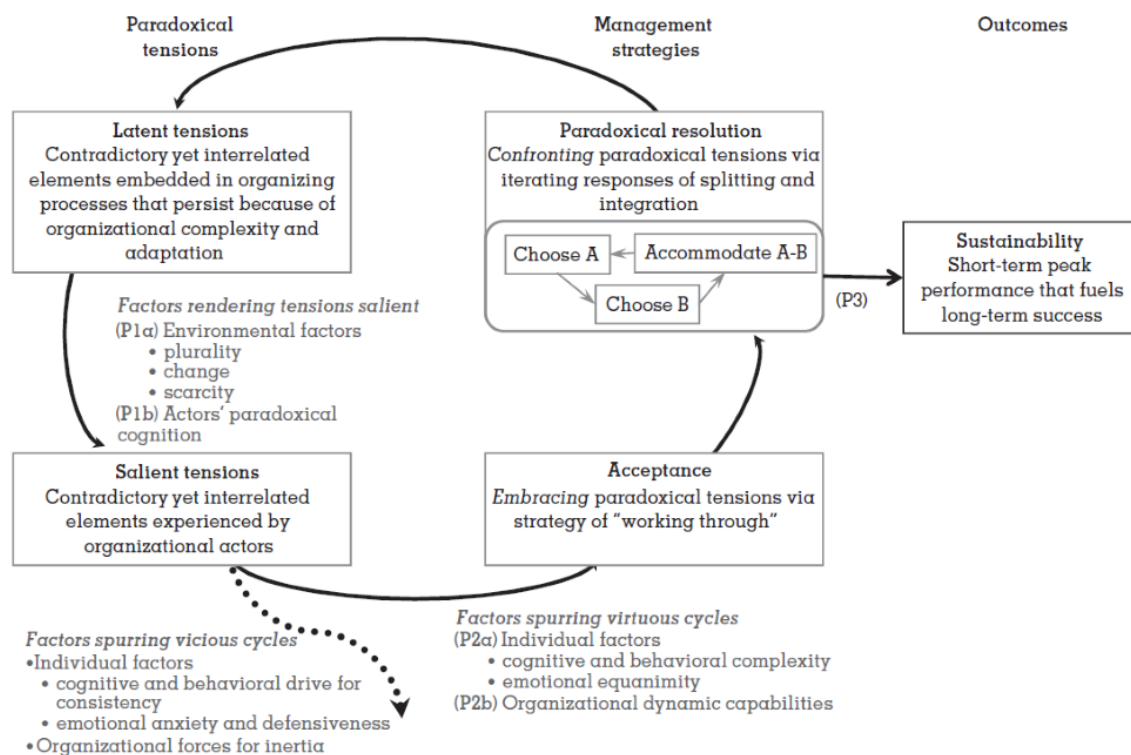 Paradoxical
tensions
Management
strategies
Outcomes
Latent tensions
Contradictory yet interrelated
elements embedded in organizing
processes that persist because of
organizational complexity and
adaptation
Paradoxical resolution
Confronting paradoxical tensions via
iterating responses of splitting and
integration
Choose A
Accommodate A-B
Choose B
(P3)
Sustainability
Short-term peak
performance that fuels
long-term success
Factors rendering tensions salient
(P1a) Environmental factors
• plurality
• change
• scarcity
(P1b) Actors’ paradoxical
cognition
Salient tensions
Contradictory yet interrelated
elements experienced by
organizational actors
Acceptance
Embracing paradoxical tensions via
strategy of “working through”
Factors spurring vicious cycles
•Individual factors
• cognitive and behavioral drive for
consistency
• emotional anxiety and defensiveness
• Organizational forces for inertia
Factors spurring virtuous cycles
(P2a) Individual factors
• cognitive and behavioral complexity
• emotional equanimity
(P2b) Organizational dynamic capabilities